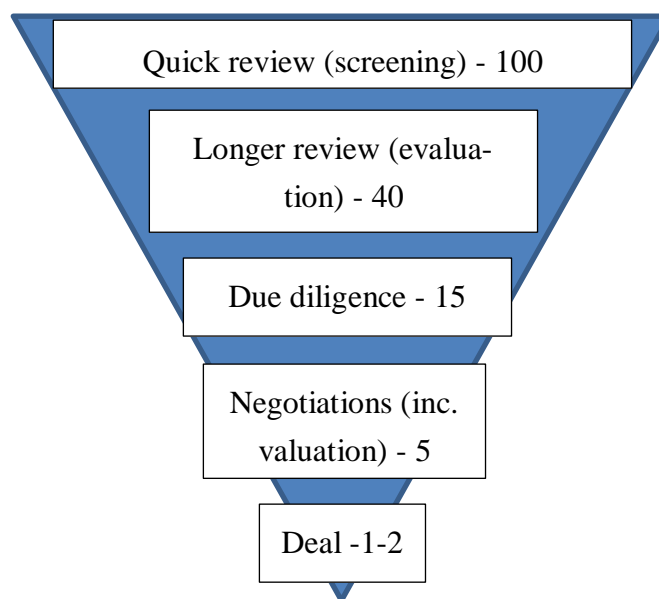 Quick review (screening) - 100
Longer review (evalua-
tion) - 40
Due diligence - 15
Negotiations (inc.
valuation) - 5
Deal -1-2